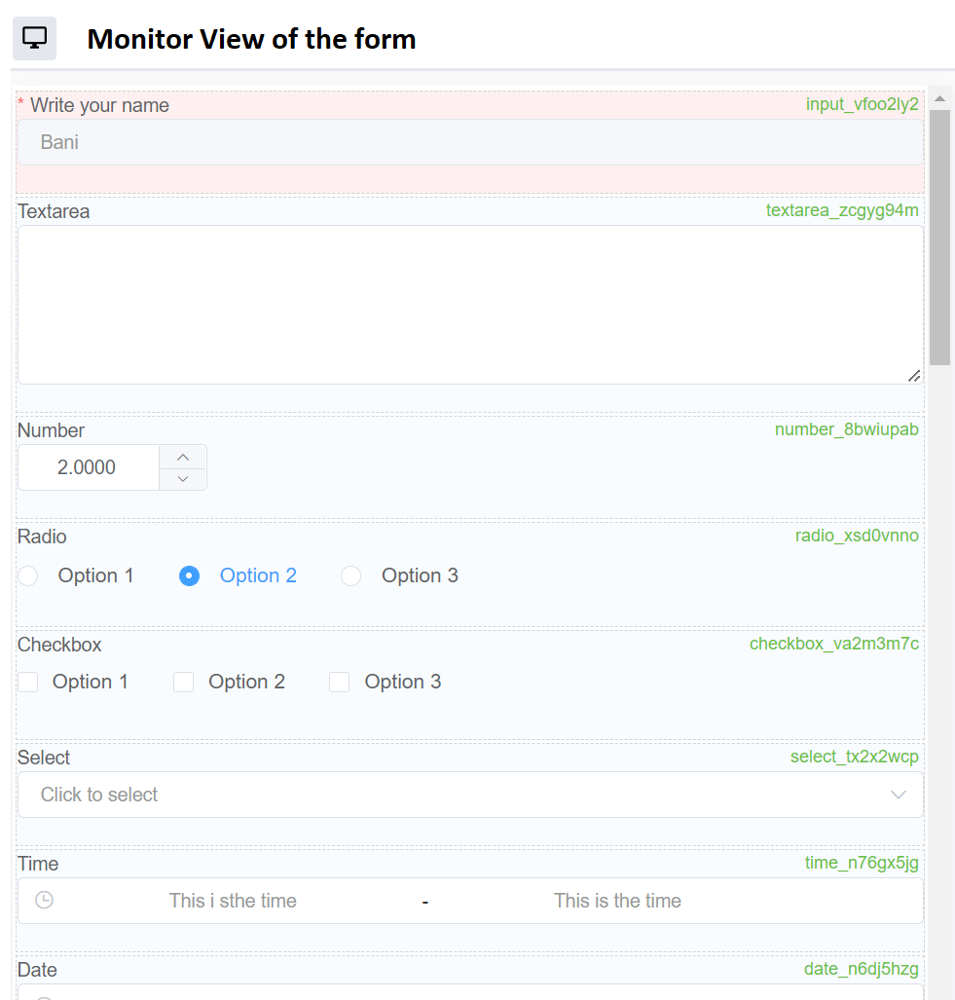 Monitor View of the form
* Write your name input_vfoo2ly2
Bani
Textarea textarea_zcgyg94m
Number number_8bwiupab
2.0000
Radio radio_xsd0vnno
Option 1 Option 2 Option 3
Checkbox checkbox_va2m3m7c
Option 1 Option 2 Option 3
Select select_tx2x2wcp
Click to select
Time time_n76gx5jg
This i sthe time - This is the time
Date date_n6dj5hzg